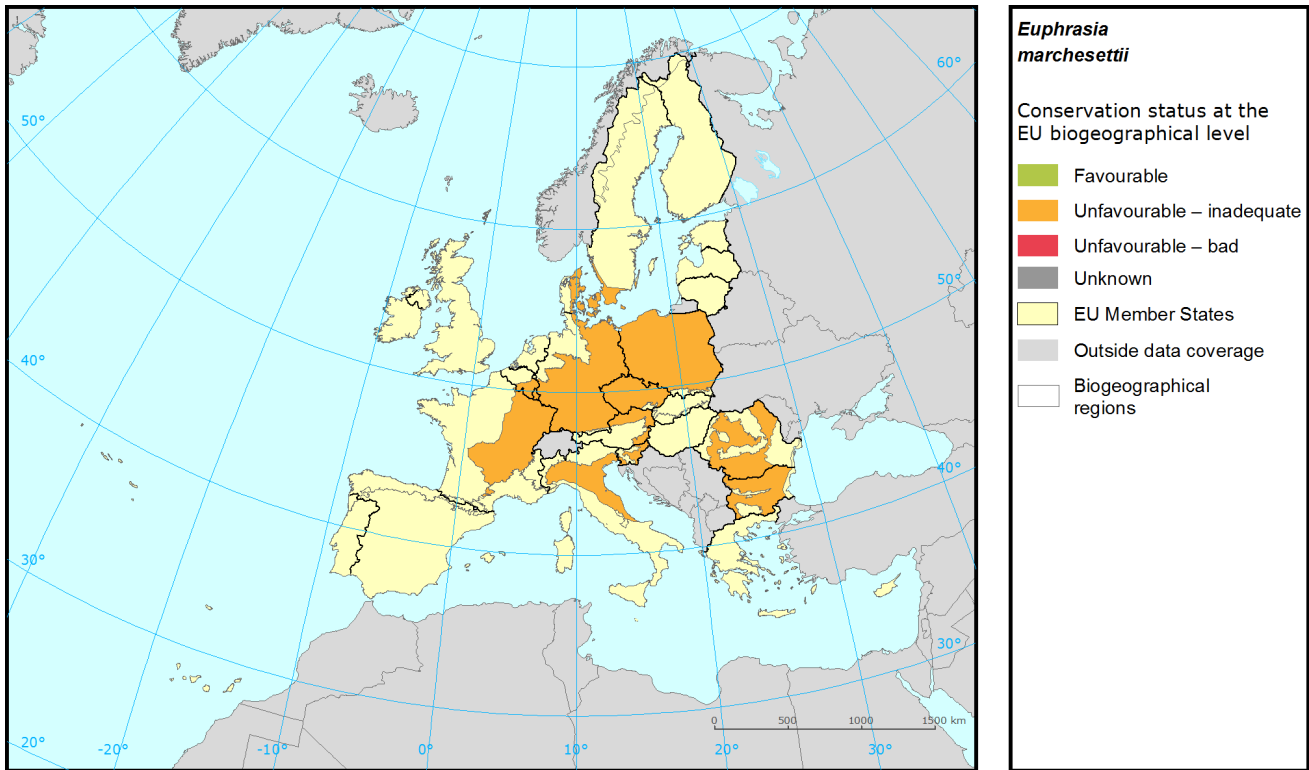 60°
50°
50°
40°
40°
30°
30°
0 500 1000 1500 km
20° -20° -10° 0° 10° 20° 30°
Euphrasia
marchesettii
Conservation status at the
EU biogeographical level
Favourable
Unfavourable – inadequate
Unfavourable – bad
Unknown
EU Member States
Outside data coverage
Biogeographical
regions